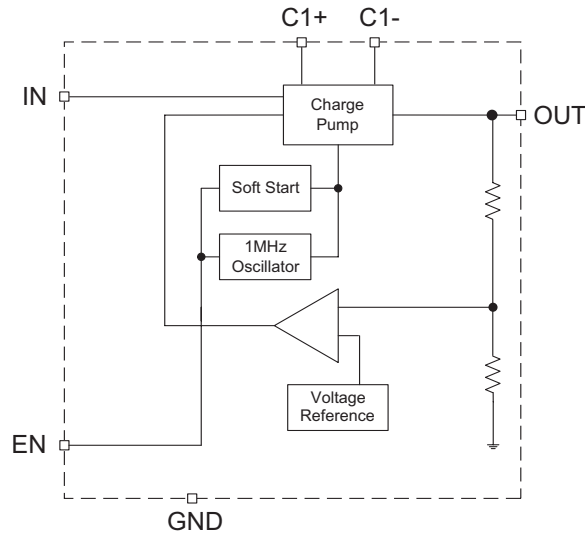 C1+ C1-
IN
Charge
Pump
OUT
Soft Start
1MHz
Oscillator
Voltage
Reference
EN
GND